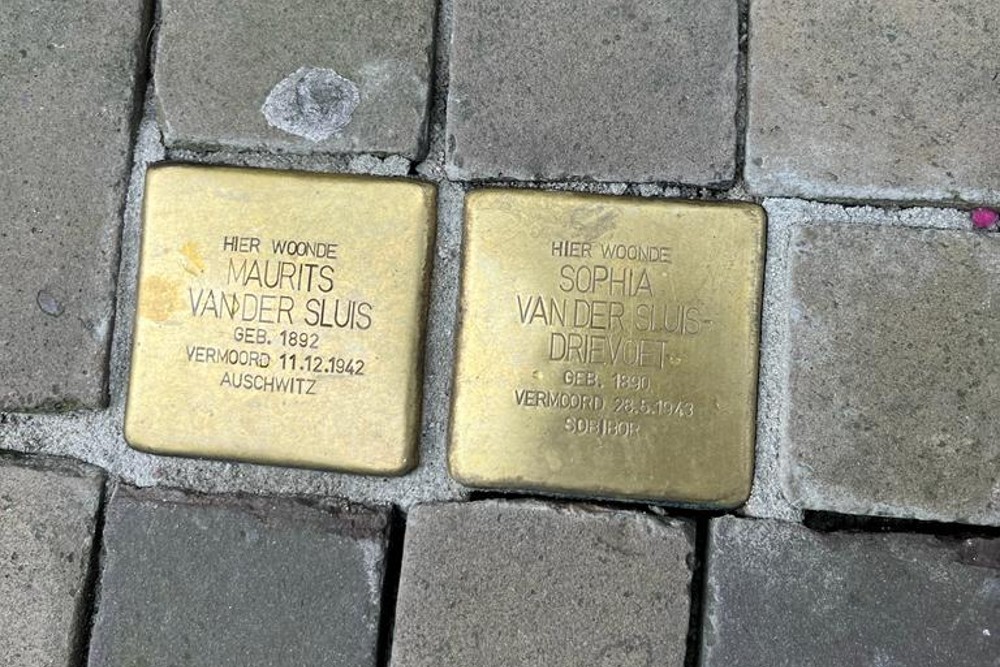 HIER WOONDE
MAURITS
VAN DER SLUIS
GEB. 1892
VERMOORD 11.12.1942
AUSCHWITZ
HIER WOONDE
SOPHIA
VAN DER SLUIS-
DRIEVOET
GEB. 1890
VERMOORD 28.5.1943
SOBIBOR